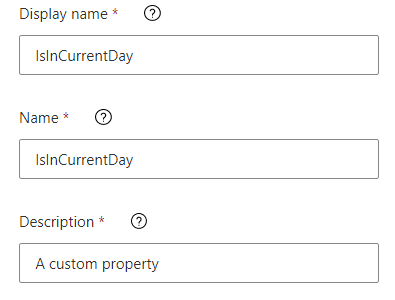 Display name *
IsInCurrentDay
Name *
IsInCurrentDay
Description *
A custom property